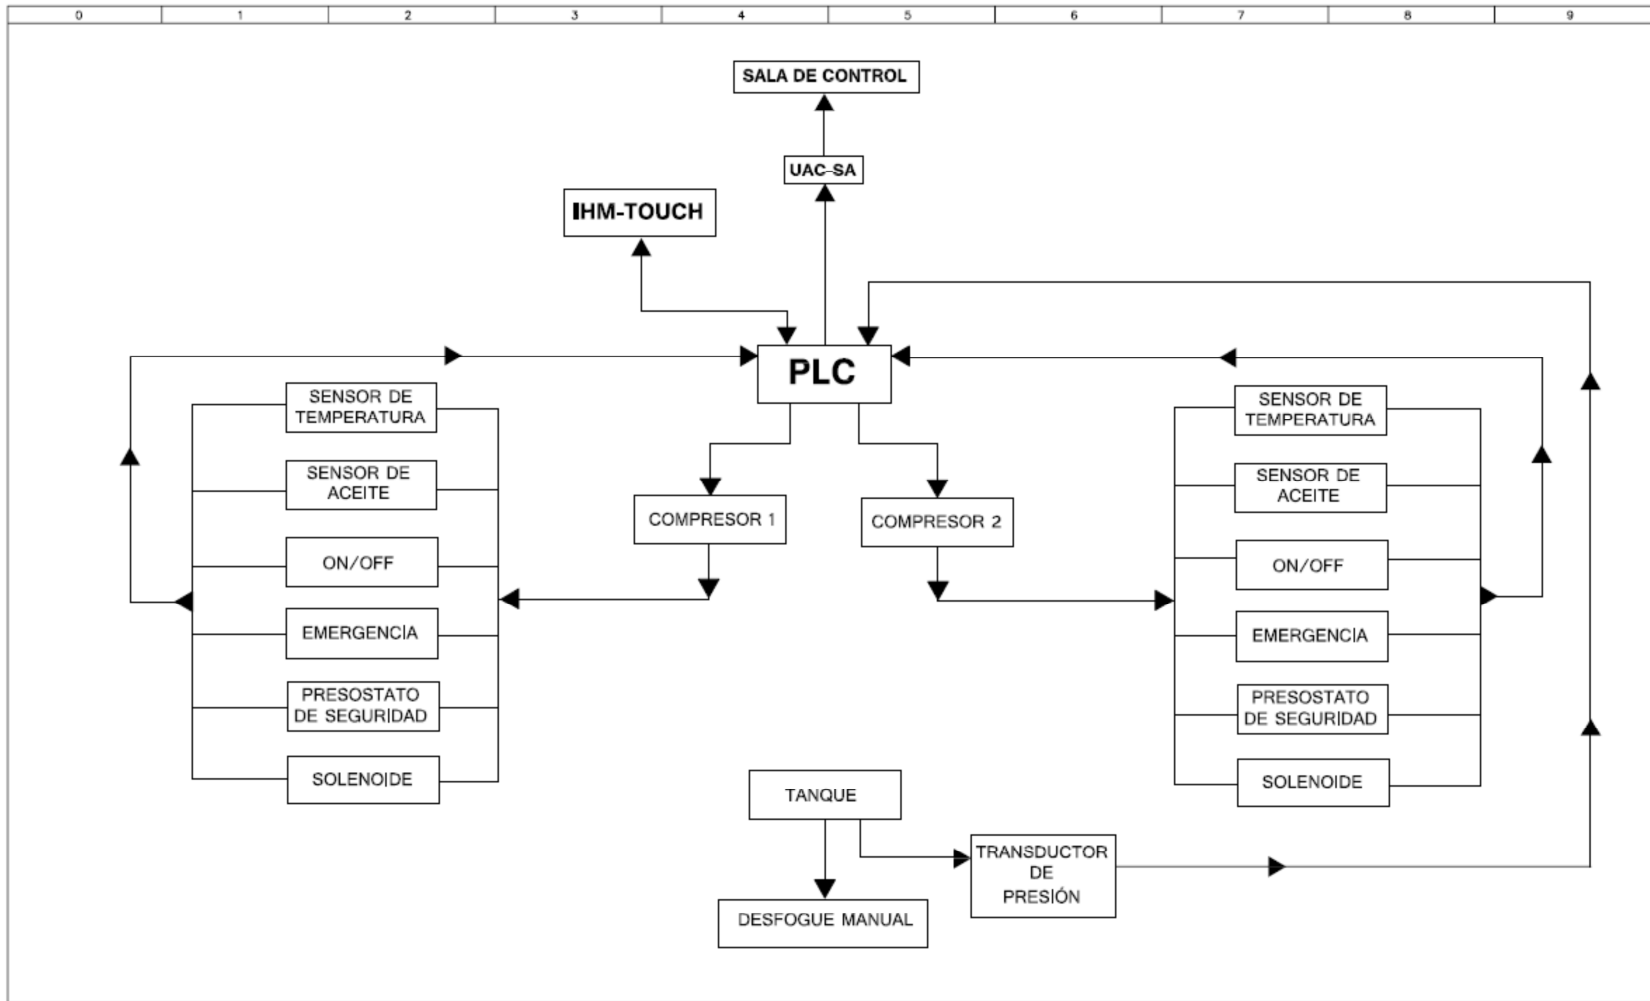 0 1 2 3 4 5 6 7 8 9
SALA DE CONTROL
UAC-SA
IHM-TOUCH
PLC
SENSOR DE
TEMPERATURA
SENSOR DE
ACEITE
ON/OFF
EMERGENCIA
PRESOSTATO
DE SEGURIDAD
SOLENOIDE
COMPRESOR 1
COMPRESOR 2
SENSOR DE
TEMPERATURA
SENSOR DE
ACEITE
ON/OFF
EMERGENCIA
PRESOSTATO
DE SEGURIDAD
SOLENOIDE
TANQUE
TRANSDUCTOR
DE
PRESIÓN
DESFOGUE MANUAL